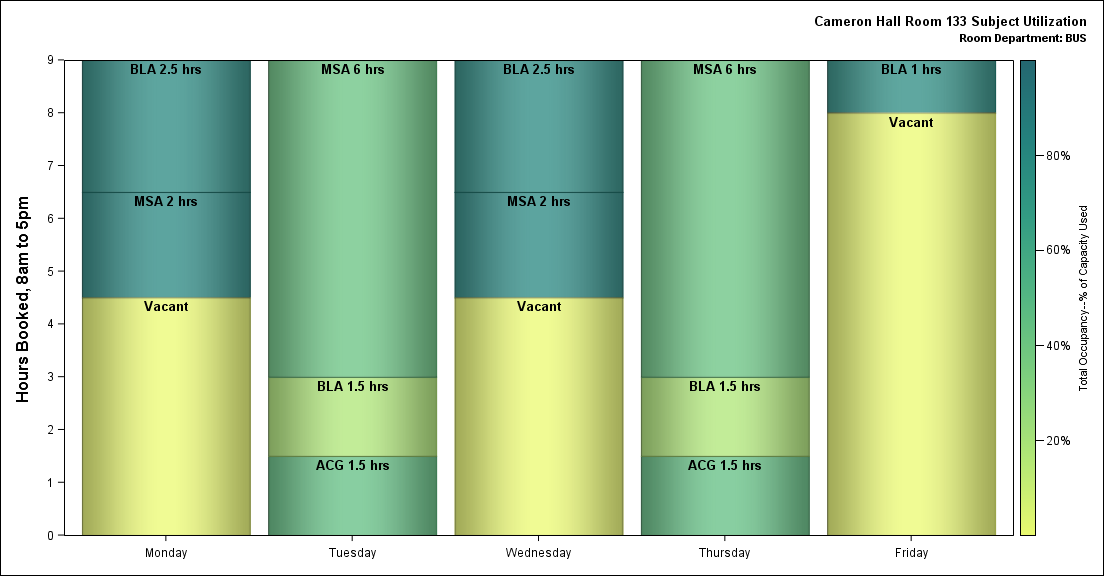 Cameron Hall Room 133 Subject Utilization
Room Department: BUS
Hours Booked, 8am to 5pm
9
8
7
6
5
4
3
2
1
0
BLA 2.5 hrs
MSA 2 hrs
Vacant
MSA 6 hrs
BLA 1.5 hrs
ACG 1.5 hrs
BLA 2.5 hrs
MSA 2 hrs
Vacant
MSA 6 hrs
BLA 1.5 hrs
ACG 1.5 hrs
BLA 1 hrs
Vacant
Monday
Tuesday
Wednesday
Thursday
Friday
80%
60%
40%
20%
Total Occupancy--% of Capacity Used